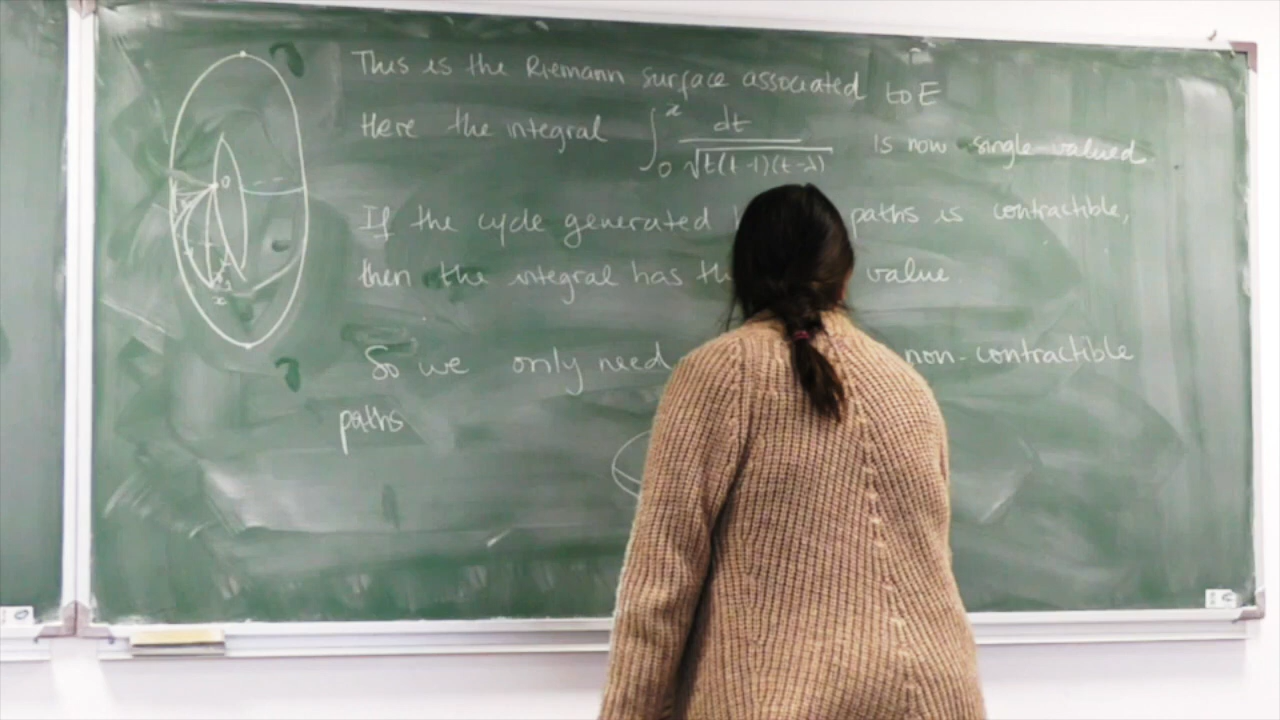 This is the Riemann surface associated to E
Here the integral ∫₀ˣ dt / √(t(t-1)(t-λ)) is now single-valued
If the cycle generated paths is contractible,
then the integral has value.
So we only need non-contractible
paths
0
x